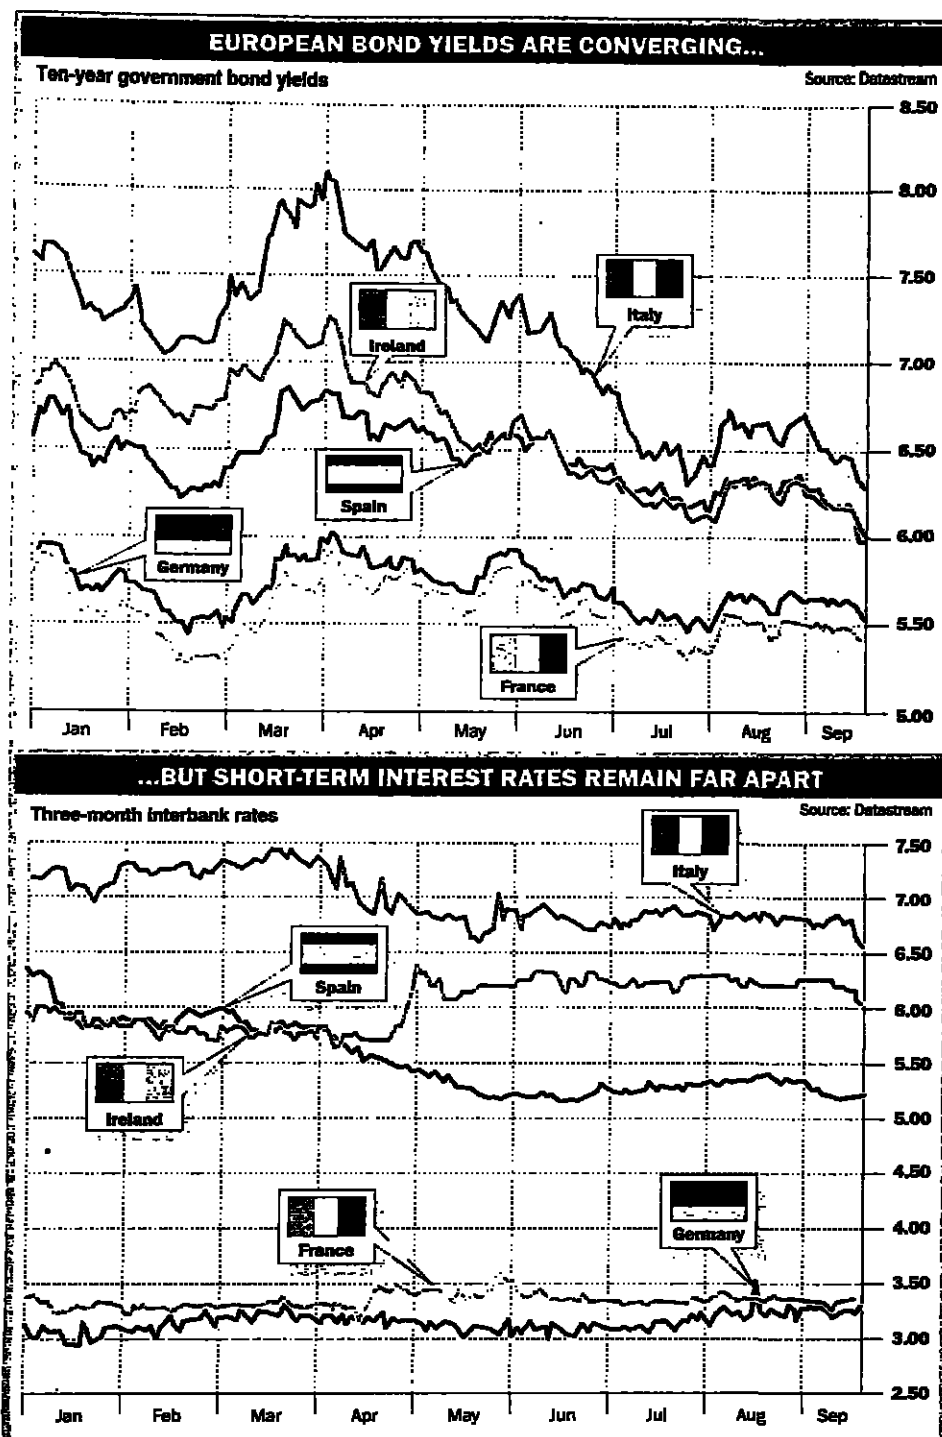 EUROPEAN BOND YIELDS ARE CONVERGING...
Ten-year government bond yields
Source: Datastream
8.50
8.00
7.50
Italy
Ireland
7.00
6.50
Spain
6.00
Germany
5.50
France
5.00
Jan Feb Mar Apr May Jun Jul Aug Sep
...BUT SHORT-TERM INTEREST RATES REMAIN FAR APART
Three-month interbank rates
Source: Datastream
7.50
Italy
7.00
6.50
Spain
6.00
5.50
Ireland
5.00
4.50
France
Germany
4.00
3.50
3.00
2.50
Jan Feb Mar Apr May Jun Jul Aug Sep